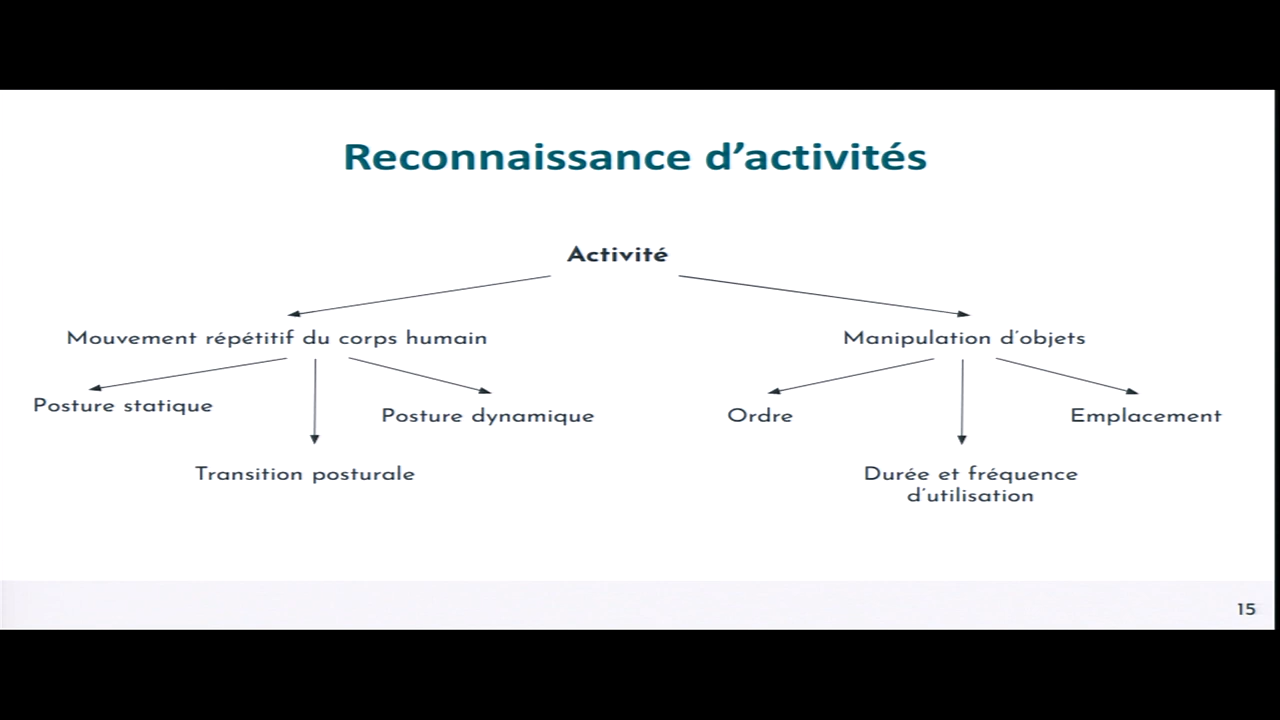 Reconnaissance d’activités
Activité
Mouvement répétitif du corps humain
Manipulation d’objets
Posture statique
Posture dynamique
Ordre
Emplacement
Transition posturale
Durée et fréquence
d’utilisation
15